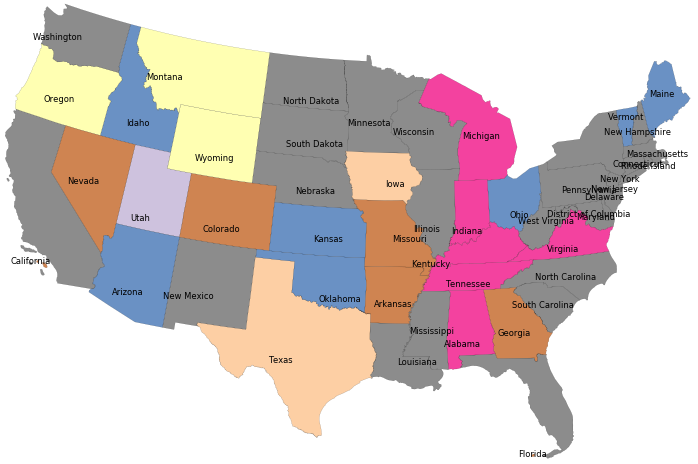 Washington
Montana
Maine
Oregon
North Dakota
Vermont
Idaho
Minnesota
New Hampshire
Wisconsin
Michigan
South Dakota
Massachusetts
Wyoming
Connecticut
Rhode Island
Nevada
Nebraska
Iowa
Pennsylvania
New York
New Jersey
Delaware
Utah
Ohio
District of Columbia
Maryland
Colorado
Illinois
Indiana
West Virginia
Kansas
Missouri
Virginia
California
Kentucky
North Carolina
Arizona
New Mexico
Oklahoma
Tennessee
Arkansas
South Carolina
Mississippi
Georgia
Alabama
Texas
Louisiana
Florida